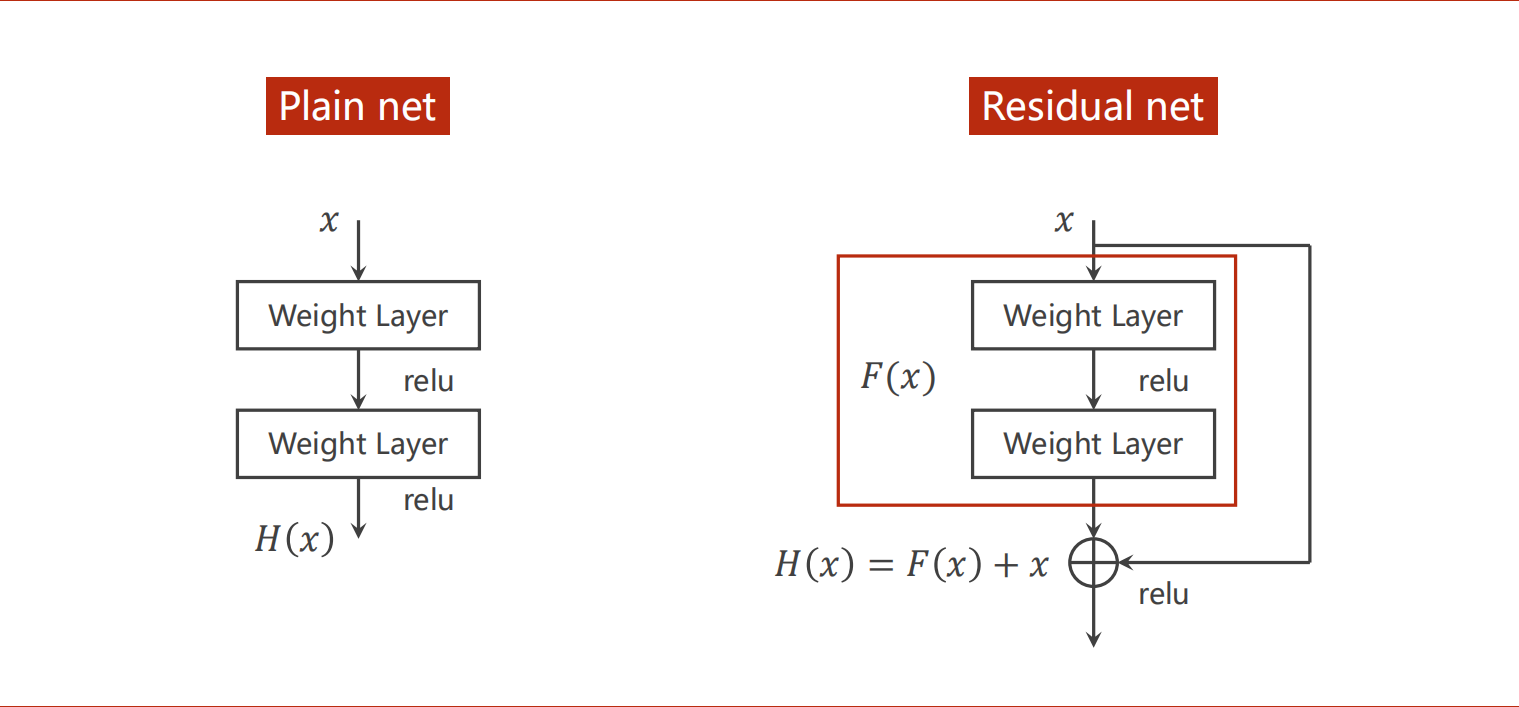 Plain net
x
Weight Layer
relu
Weight Layer
relu
H(x)
Residual net
x
Weight Layer
F(x)
relu
Weight Layer
H(x) = F(x) + x
relu